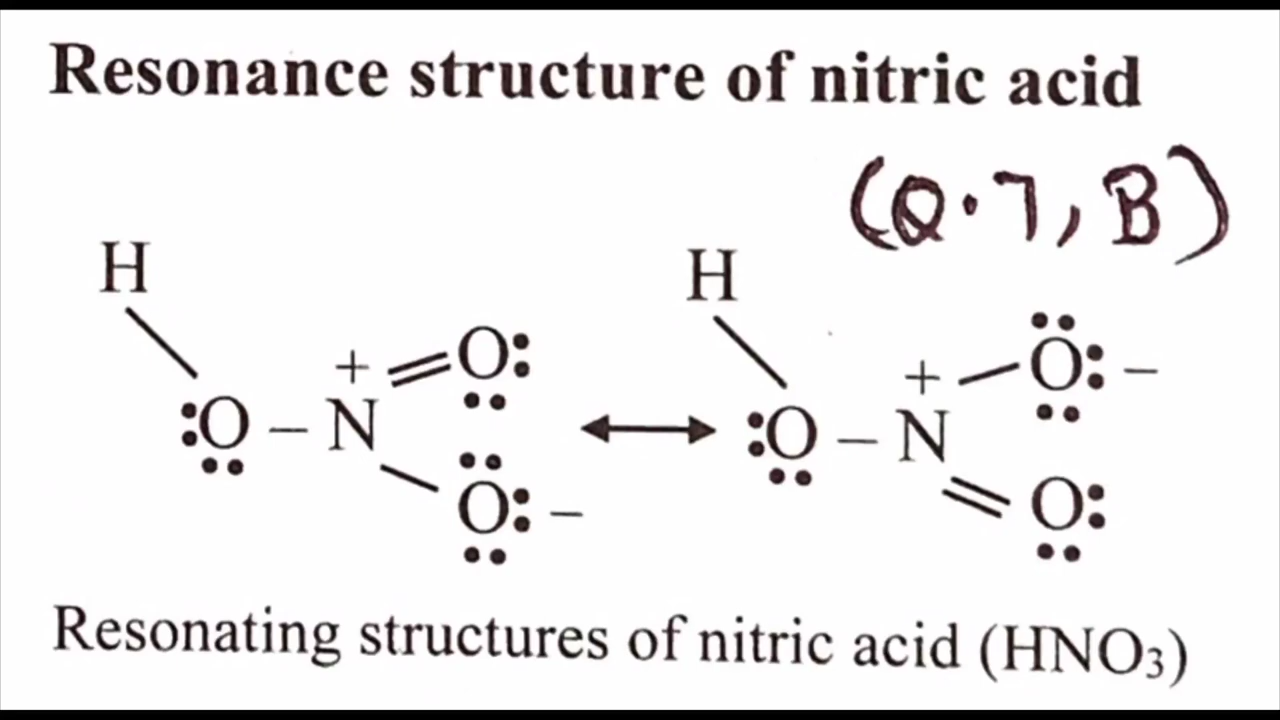 Resonance structure of nitric acid
(Q.7, B)
H H
+ O: + O: –
:O – N :O – N
O: – O:
Resonating structures of nitric acid (HNO₃)